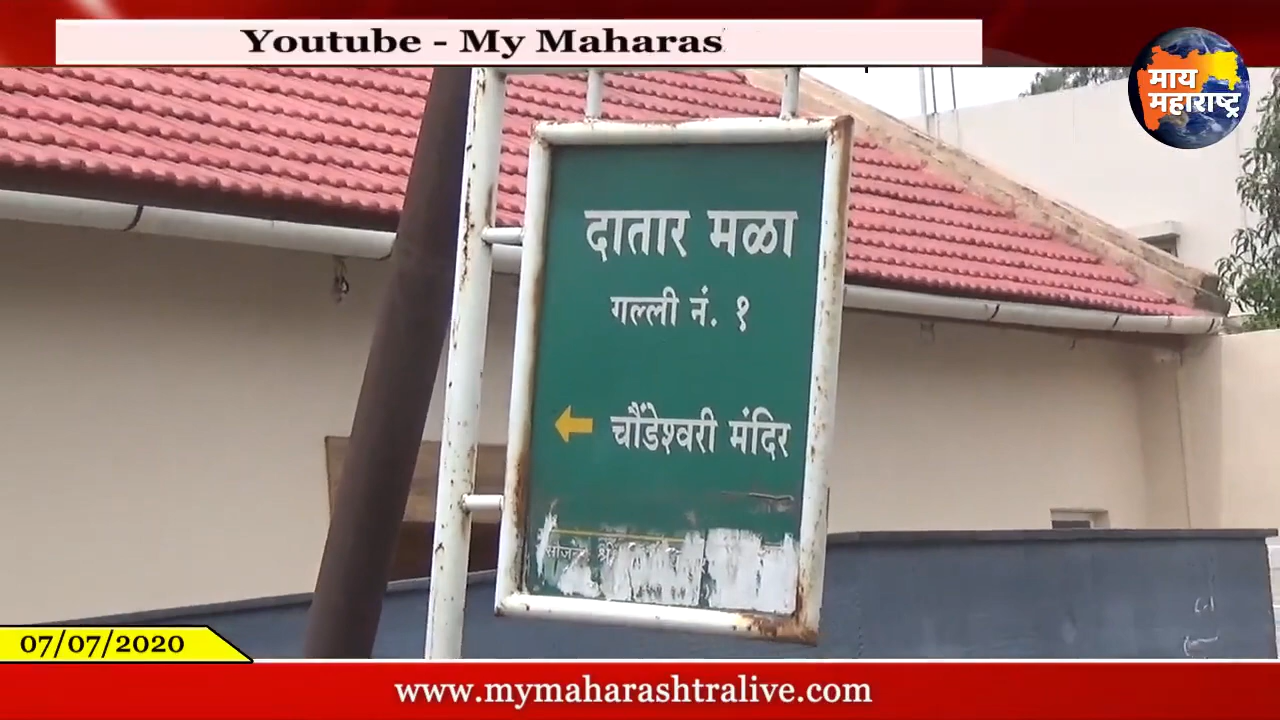 Youtube - My Maharas
माय
महाराष्ट्र
दातार मळा
गल्ली नं. १
चौंडेश्वरी मंदिर
07/07/2020
www.mymaharashtralive.com